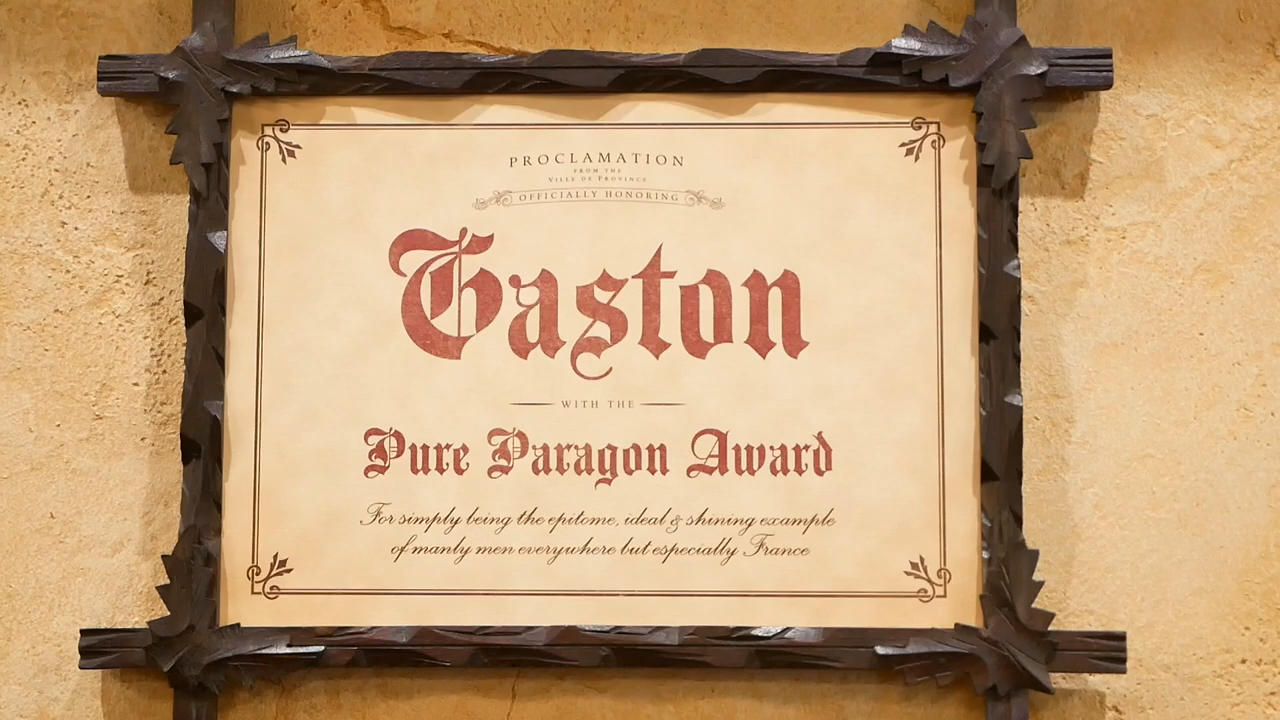 PROCLAMATION
FROM THE
VILLE DE PROVINCE
OFFICIALLY HONORING
Gaston
WITH THE
Pure Paragon Award
For simply being the epitome, ideal & shining example
of manly men everywhere but especially France